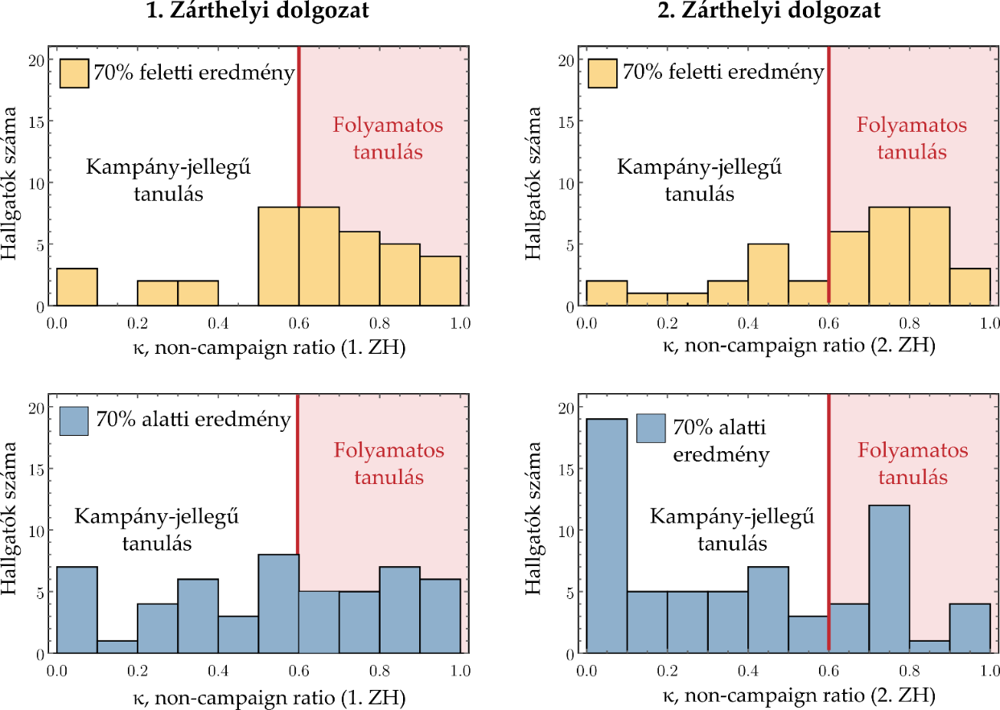 1. Zárthelyi dolgozat
20
15
10
5
0
Hallgatók száma
70% feletti eredmény
Kampány-jellegű
tanulás
Folyamatos
tanulás
0.0 0.2 0.4 0.6 0.8 1.0
κ, non-campaign ratio (1. ZH)
2. Zárthelyi dolgozat
20
15
10
5
0
Hallgatók száma
70% feletti eredmény
Kampány-jellegű
tanulás
Folyamatos
tanulás
0.0 0.2 0.4 0.6 0.8 1.0
κ, non-campaign ratio (2. ZH)
20
15
10
5
0
Hallgatók száma
70% alatti eredmény
Kampány-jellegű
tanulás
Folyamatos
tanulás
0.0 0.2 0.4 0.6 0.8 1.0
κ, non-campaign ratio (1. ZH)
20
15
10
5
0
Hallgatók száma
70% alatti
eredmény
Kampány-jellegű
tanulás
Folyamatos
tanulás
0.0 0.2 0.4 0.6 0.8 1.0
κ, non-campaign ratio (2. ZH)